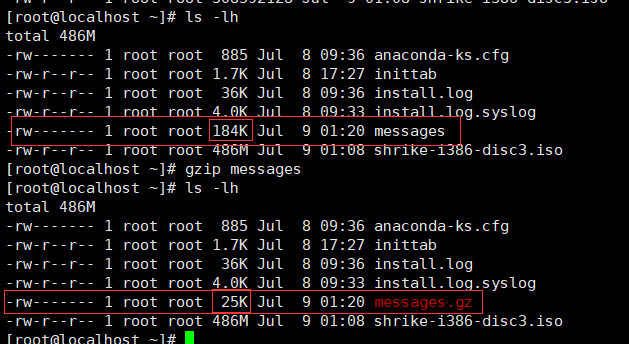 [root@localhost ~]# ls -lh
total 486M
-rw------- 1 root root  885 Jul  8 09:36 anaconda-ks.cfg
-rw-r--r-- 1 root root 1.7K Jul  8 17:27 inittab
-rw-r--r-- 1 root root  36K Jul  8 09:36 install.log
-rw-r--r-- 1 root root 4.0K Jul  8 09:33 install.log.syslog
-rw------- 1 root root 184K Jul  9 01:20 messages
-rw-r--r-- 1 root root 486M Jul  9 01:08 shrike-i386-disc3.iso
[root@localhost ~]# gzip messages
[root@localhost ~]# ls -lh
total 486M
-rw------- 1 root root  885 Jul  8 09:36 anaconda-ks.cfg
-rw-r--r-- 1 root root 1.7K Jul  8 17:27 inittab
-rw-r--r-- 1 root root  36K Jul  8 09:36 install.log
-rw-r--r-- 1 root root 4.0K Jul  8 09:33 install.log.syslog
-rw------- 1 root root  25K Jul  9 01:20 messages.gz
-rw-r--r-- 1 root root 486M Jul  9 01:08 shrike-i386-disc3.iso
[root@localhost ~]#